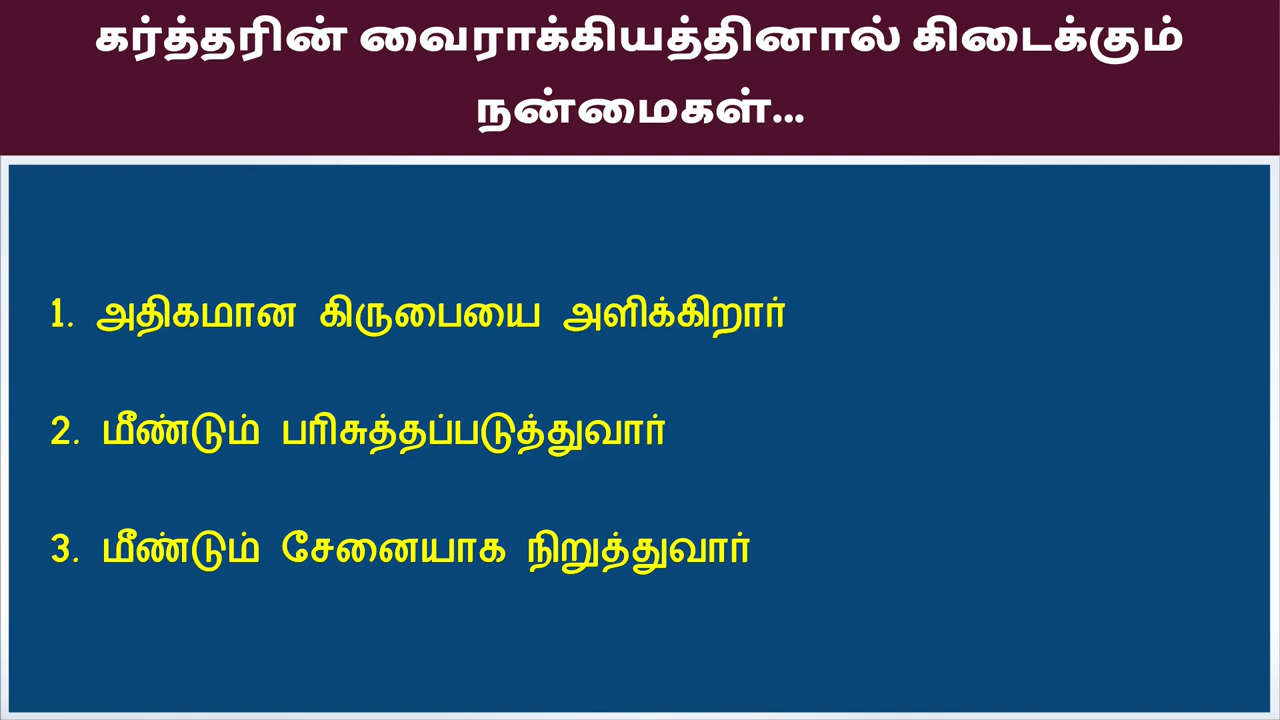 கர்த்தரின் வைராக்கியத்தினால் கிடைக்கும்
நன்மைகள்...
1. அதிகமான கிருபையை அளிக்கிறார்
2. மீண்டும் பரிசுத்தப்படுத்துவார்
3. மீண்டும் சேனையாக நிறுத்துவார்